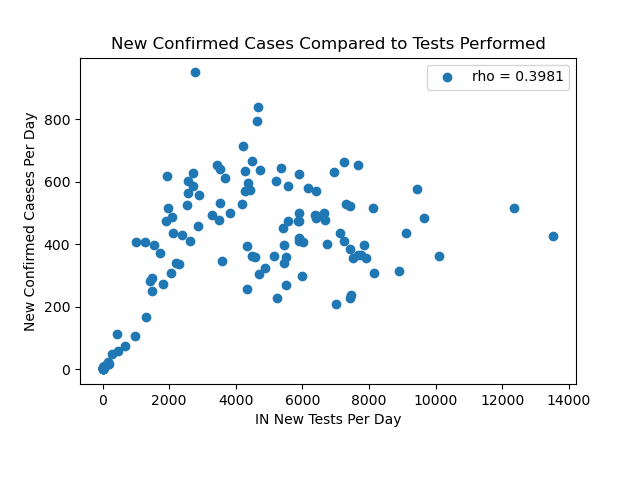 New Confirmed Cases Compared to Tests Performed
rho = 0.3981
New Confirmed Caeses Per Day
800
600
400
200
0
0 2000 4000 6000 8000 10000 12000 14000
IN New Tests Per Day